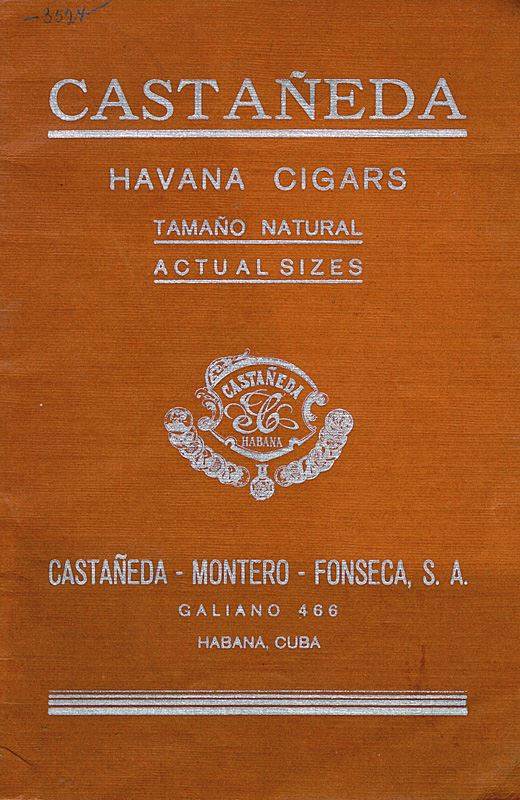 -3524-
CASTAÑEDA
HAVANA CIGARS
TAMAÑO NATURAL
ACTUAL SIZES
CASTAÑEDA
HABANA
CASTAÑEDA - MONTERO - FONSECA, S. A.
GALIANO 466
HABANA, CUBA